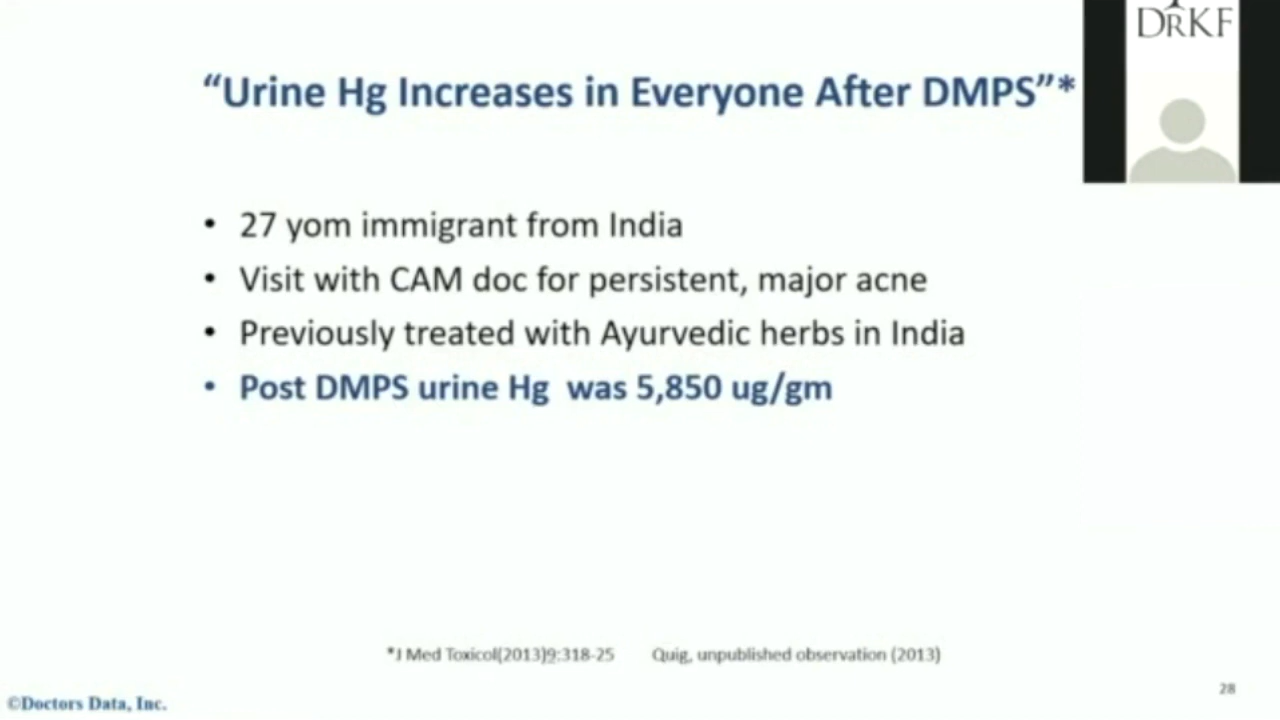 DRKF
"Urine Hg Increases in Everyone After DMPS"*
• 27 yom immigrant from India
• Visit with CAM doc for persistent, major acne
• Previously treated with Ayurvedic herbs in India
• Post DMPS urine Hg was 5,850 ug/gm
*J Med Toxicol(2013)9:318-25 Quig, unpublished observation (2013)
28
©Doctors Data, Inc.